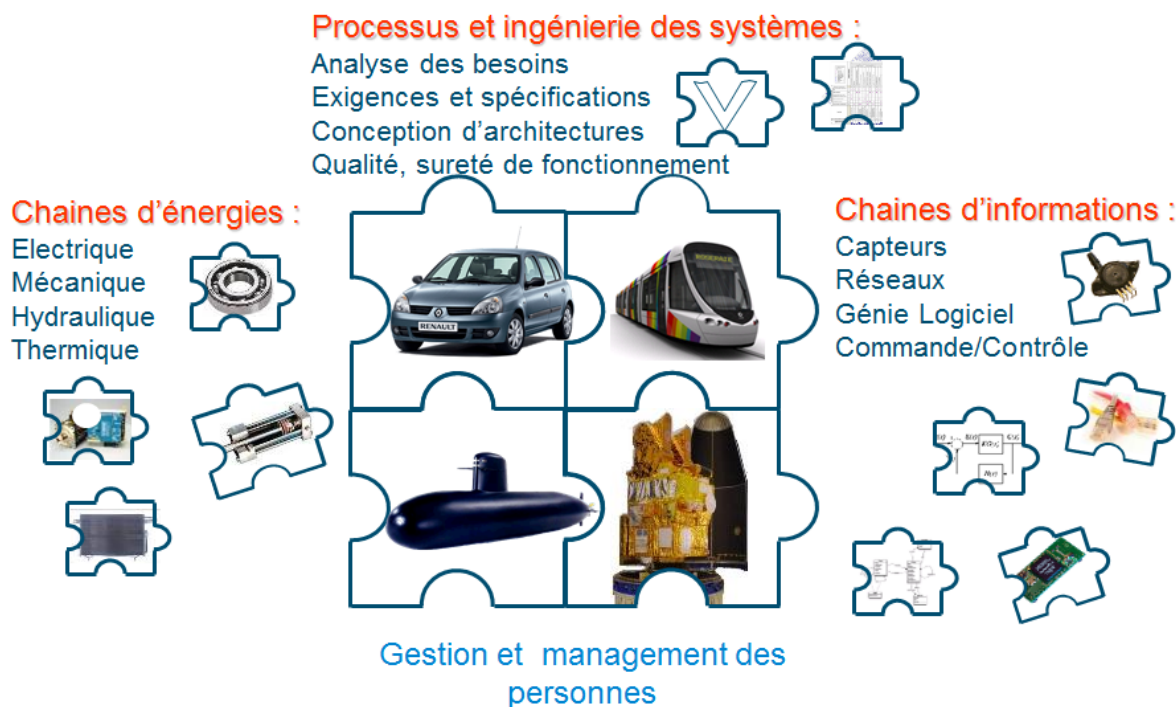 Processus et ingénierie des systèmes :
Analyse des besoins
Exigences et spécifications
Conception d’architectures
Qualité, sureté de fonctionnement
Chaines d’énergies :
Electrique
Mécanique
Hydraulique
Thermique
RENAULT
Chaines d’informations :
Capteurs
Réseaux
Génie Logiciel
Commande/Contrôle
Gestion et management des
personnes